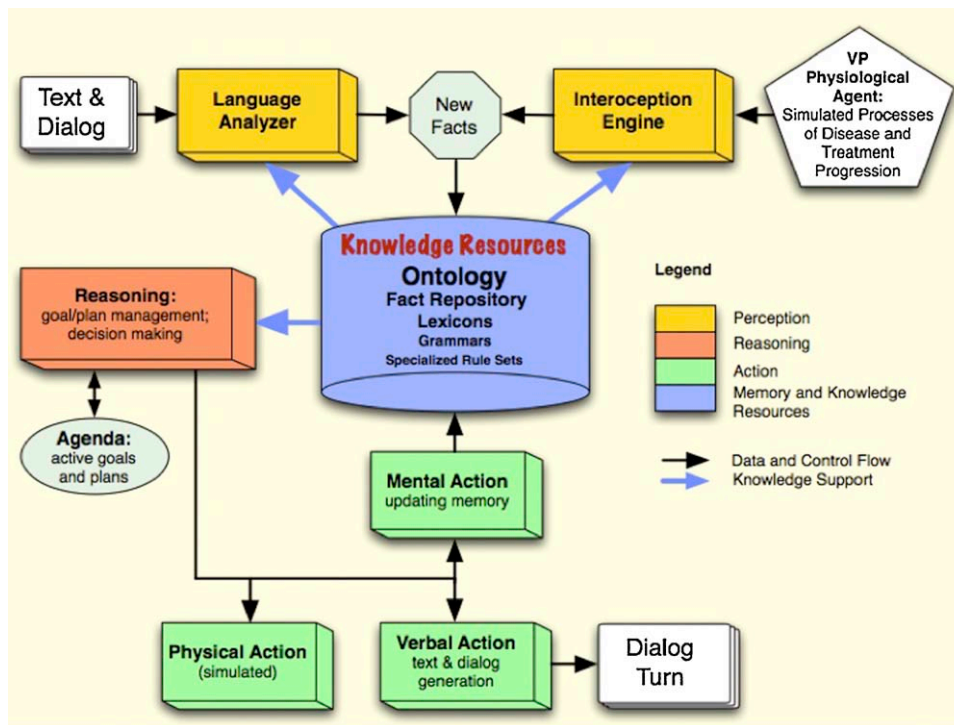 Text &
Dialog
Language
Analyzer
New
Facts
Interoception
Engine
VP
Physiological
Agent:
Simulated Processes
of Disease and
Treatment
Progression
Knowledge Resources
Ontology
Fact Repository
Lexicons
Grammars
Specialized Rule Sets
Reasoning:
goal/plan management;
decision making
Agenda:
active goals
and plans
Legend
Perception
Reasoning
Action
Memory and Knowledge
Resources
Data and Control Flow
Knowledge Support
Mental Action
updating memory
Physical Action
(simulated)
Verbal Action
text & dialog
generation
Dialog
Turn